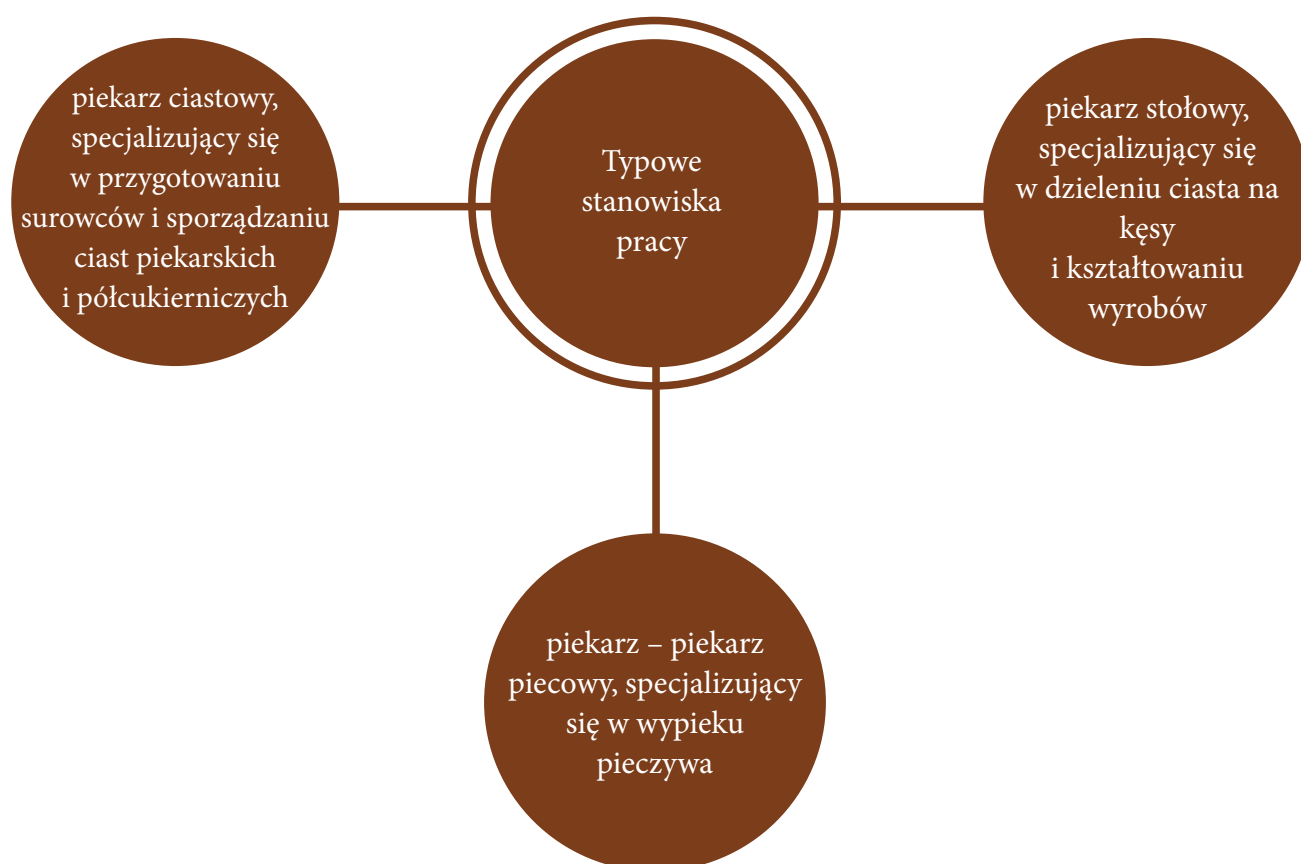 piekarz ciastowy,
specjalizujący się
w przygotowaniu
surowców i sporządzaniu
ciast piekarskich
i półcukierniczych
Typowe
stanowiska
pracy
piekarz stołowy,
specjalizujący się
w dzieleniu ciasta na
kęsy
i kształtowaniu
wyrobów
piekarz – piekarz
piecowy, specjalizujący
się w wypieku
pieczywa